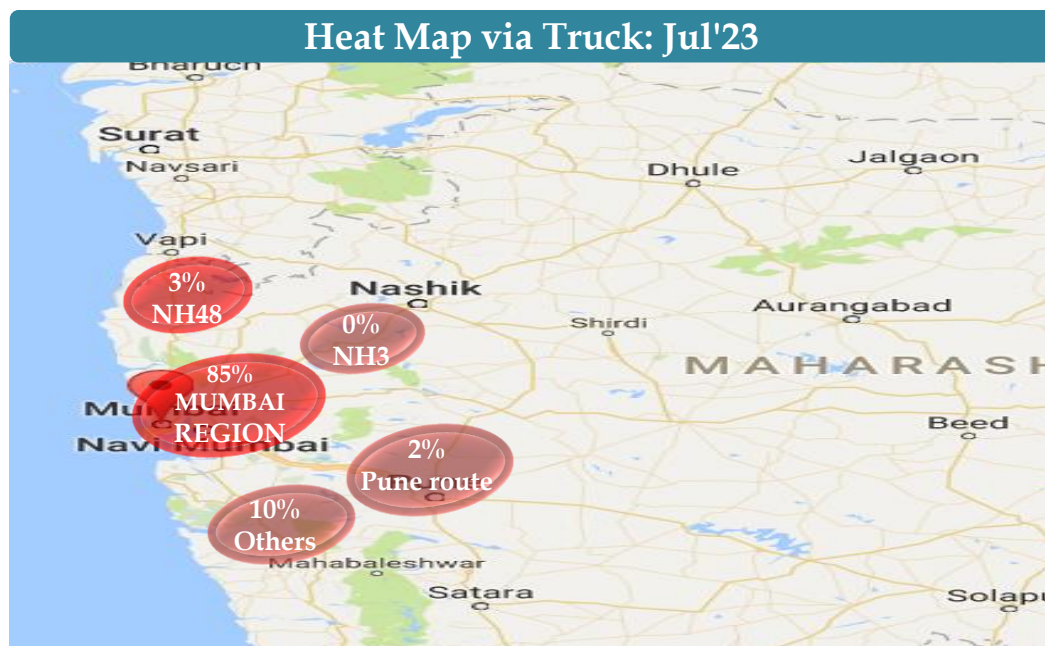 Heat Map via Truck: Jul'23
Bharuch
Surat
Navsari
Dhule
Jalgaon
Vapi
3%
NH48
Nashik
0%
NH3
Shirdi
Aurangabad
MAHARASH
85%
MUMBAI
REGION
Mumbai
Navi Mumbai
Beed
2%
Pune route
10%
Others
Mahabaleshwar
Satara
Solapu